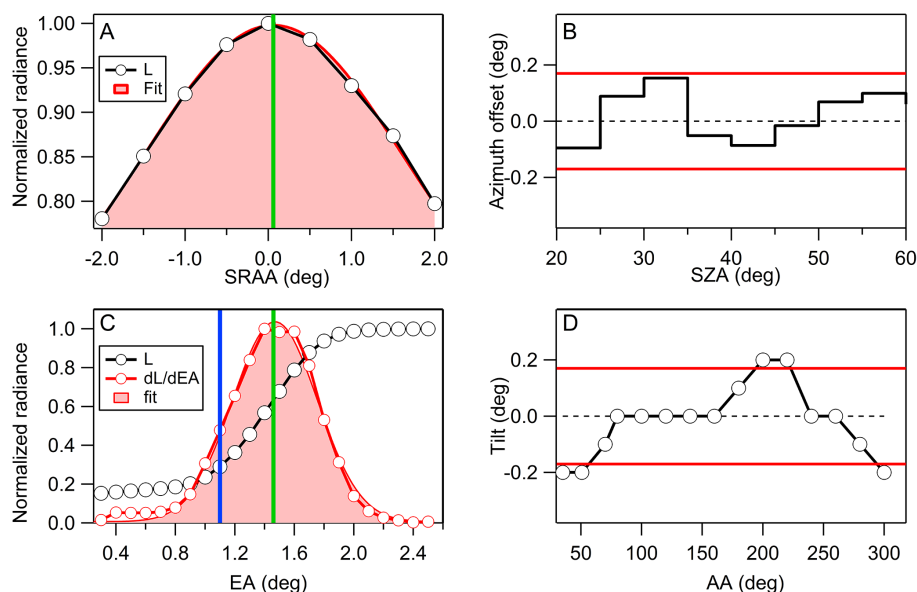 A
Normalized radiance
1.00
0.95
0.90
0.85
0.80
L
Fit
-2.0 -1.0 0.0 1.0 2.0
SRAA (deg)
B
Azimuth offset (deg)
0.2
0.0
-0.2
20 30 40 50 60
SZA (deg)
C
Normalized radiance
1.0
0.8
0.6
0.4
0.2
0.0
L
dL/dEA
fit
0.4 0.8 1.2 1.6 2.0 2.4
EA (deg)
D
Tilt (deg)
0.2
0.0
-0.2
50 100 150 200 250 300
AA (deg)